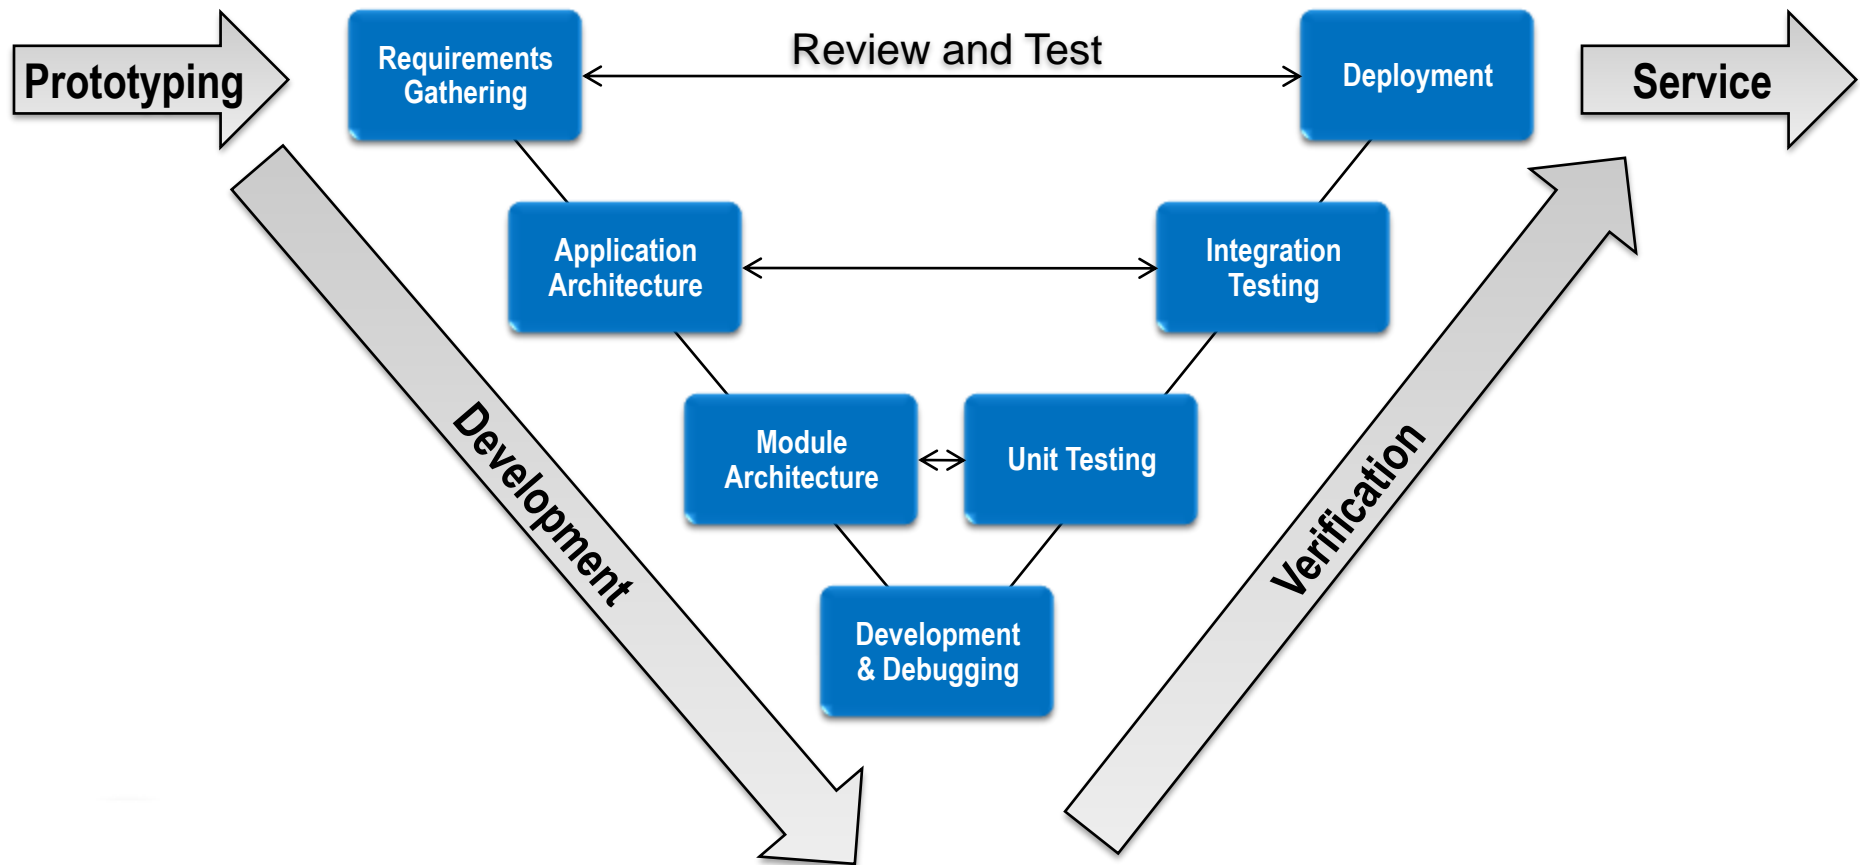 Prototyping
Requirements
Gathering
Review and Test
Deployment
Service
Application
Architecture
Integration
Testing
Development
Module
Architecture
Unit Testing
Verification
Development
& Debugging